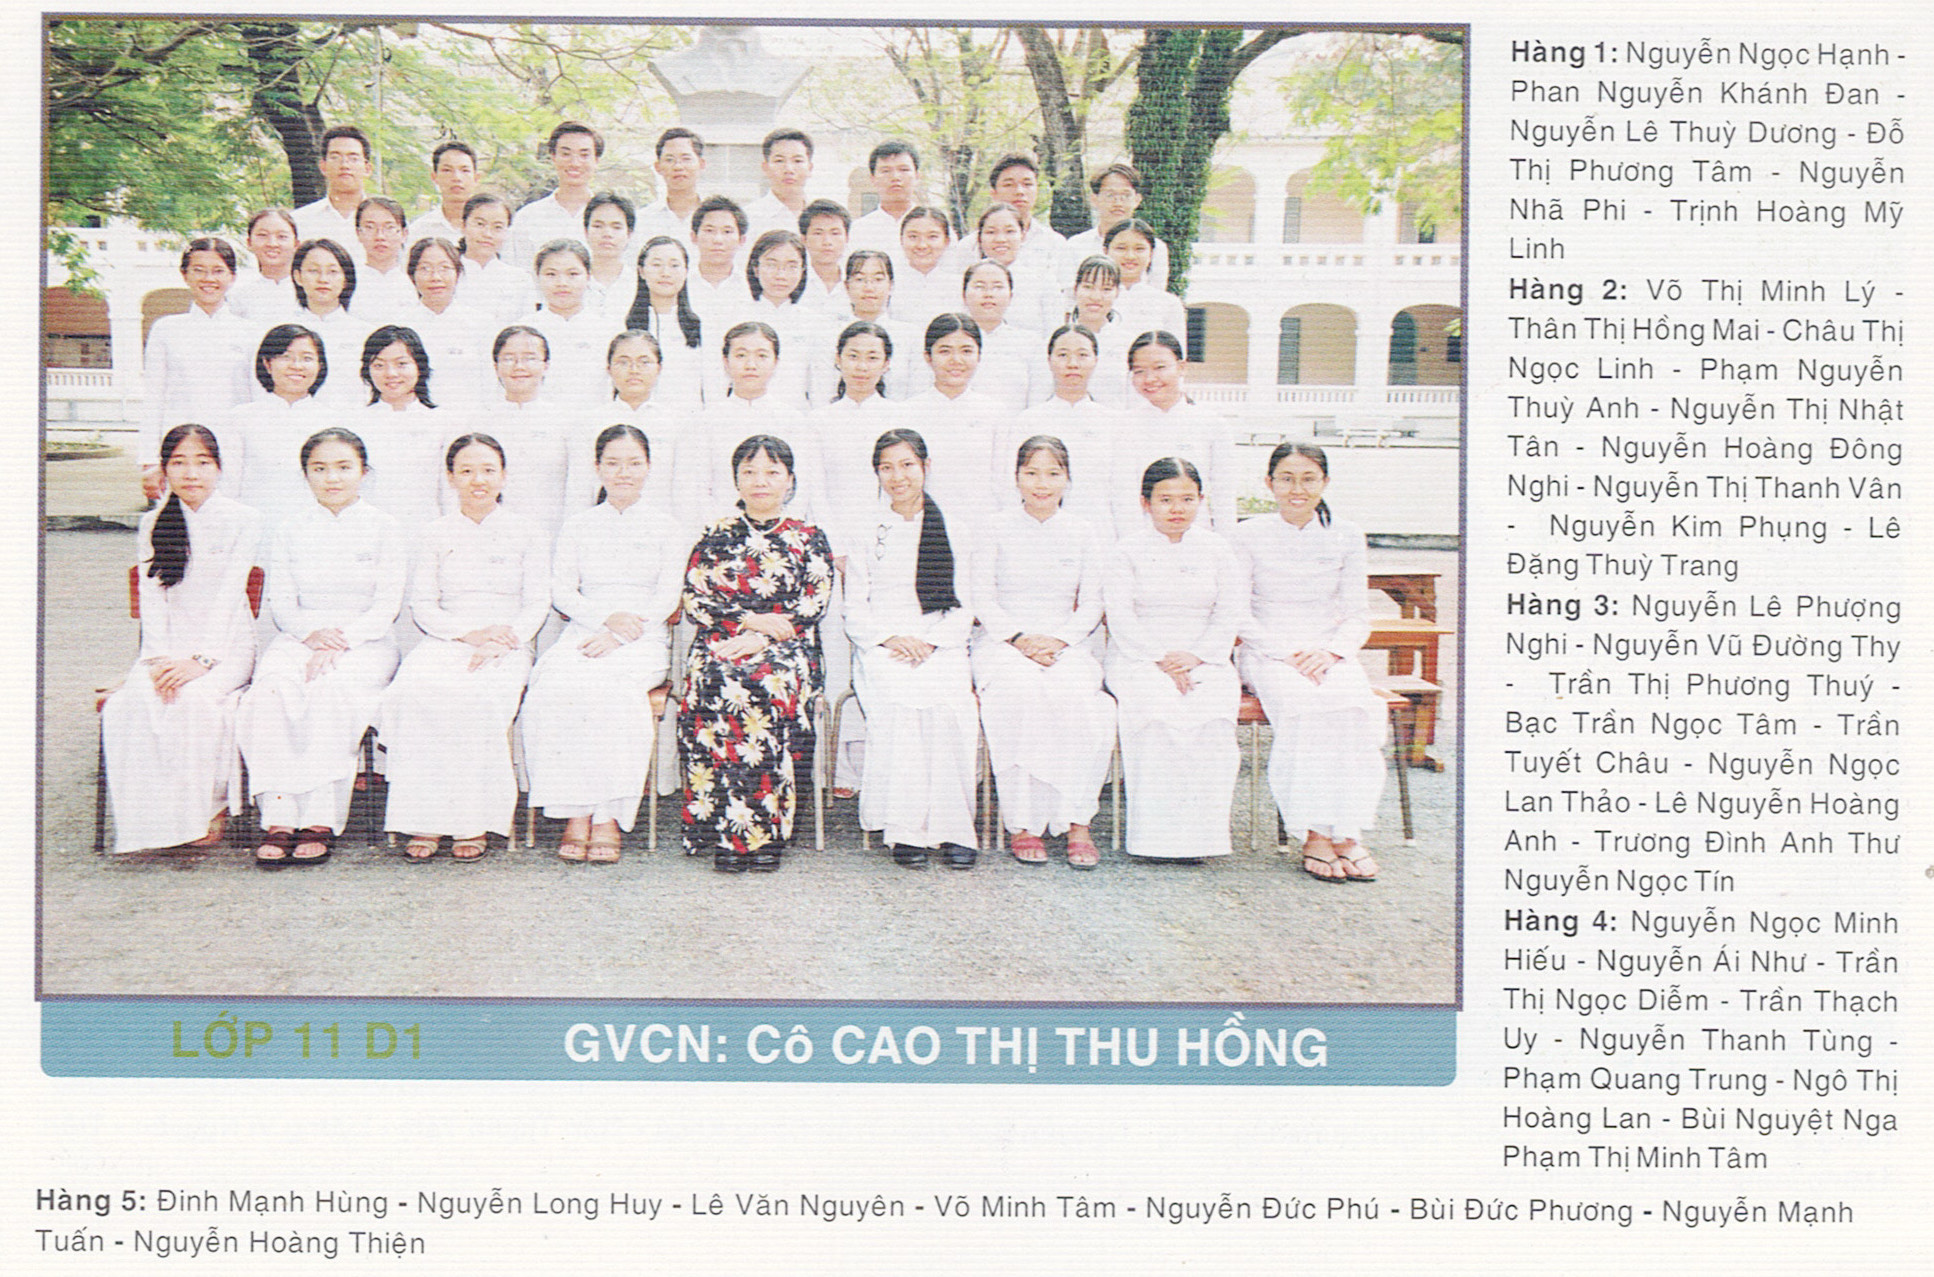 Hàng 1: Nguyễn Ngọc Hạnh -
Phan Nguyễn Khánh Đan -
Nguyễn Lê Thuỳ Dương - Đỗ
Thị Phương Tâm - Nguyễn
Nhã Phi - Trịnh Hoàng Mỹ
Linh
Hàng 2: Võ Thị Minh Lý -
Thân Thị Hồng Mai - Châu Thị
Ngọc Linh - Phạm Nguyễn
Thuỳ Anh - Nguyễn Thị Nhật
Tân - Nguyễn Hoàng Đông
Nghi - Nguyễn Thị Thanh Vân
- Nguyễn Kim Phụng - Lê
Đặng Thuỳ Trang
Hàng 3: Nguyễn Lê Phượng
Nghi - Nguyễn Vũ Đường Thy
- Trần Thị Phương Thuý -
Bạc Trần Ngọc Tâm - Trần
Tuyết Châu - Nguyễn Ngọc
Lan Thảo - Lê Nguyễn Hoàng
Anh - Trương Đình Anh Thư
Nguyễn Ngọc Tín
Hàng 4: Nguyễn Ngọc Minh
Hiếu - Nguyễn Ái Như - Trần
Thị Ngọc Diễm - Trần Thạch
Uy - Nguyễn Thanh Tùng -
Phạm Quang Trung - Ngô Thị
Hoàng Lan - Bùi Nguyệt Nga
Phạm Thị Minh Tâm
LỚP 11 D1
GVCN: Cô CAO THỊ THU HỒNG
Hàng 5: Đinh Mạnh Hùng - Nguyễn Long Huy - Lê Văn Nguyên - Võ Minh Tâm - Nguyễn Đức Phú - Bùi Đức Phương - Nguyễn Mạnh
Tuấn - Nguyễn Hoàng Thiện